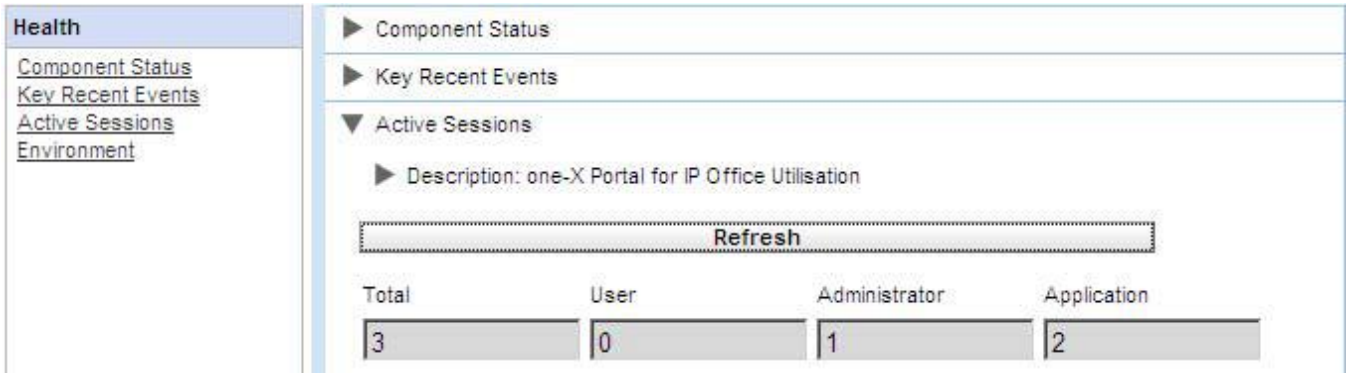 Health
Component Status
Key Recent Events
Active Sessions
Environment
Component Status
Key Recent Events
Active Sessions
Description: one-X Portal for IP Office Utilisation
Refresh
Total User Administrator Application
3 0 1 2